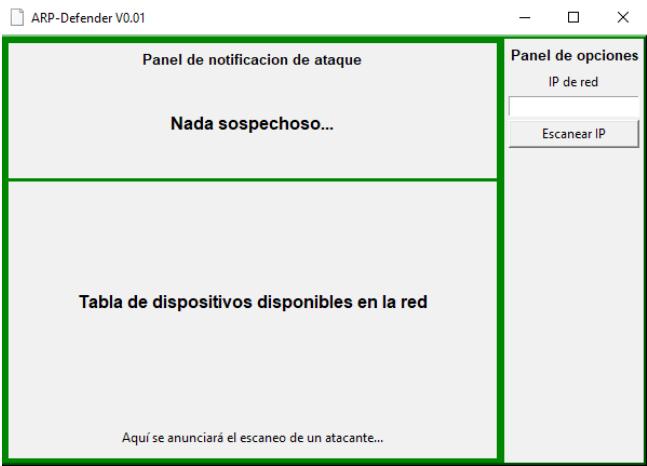 ARP-Defender V0.01
Panel de notificacion de ataque
Nada sospechoso...
Tabla de dispositivos disponibles en la red
Aquí se anunciará el escaneo de un atacante...
Panel de opciones
IP de red
Escanear IP